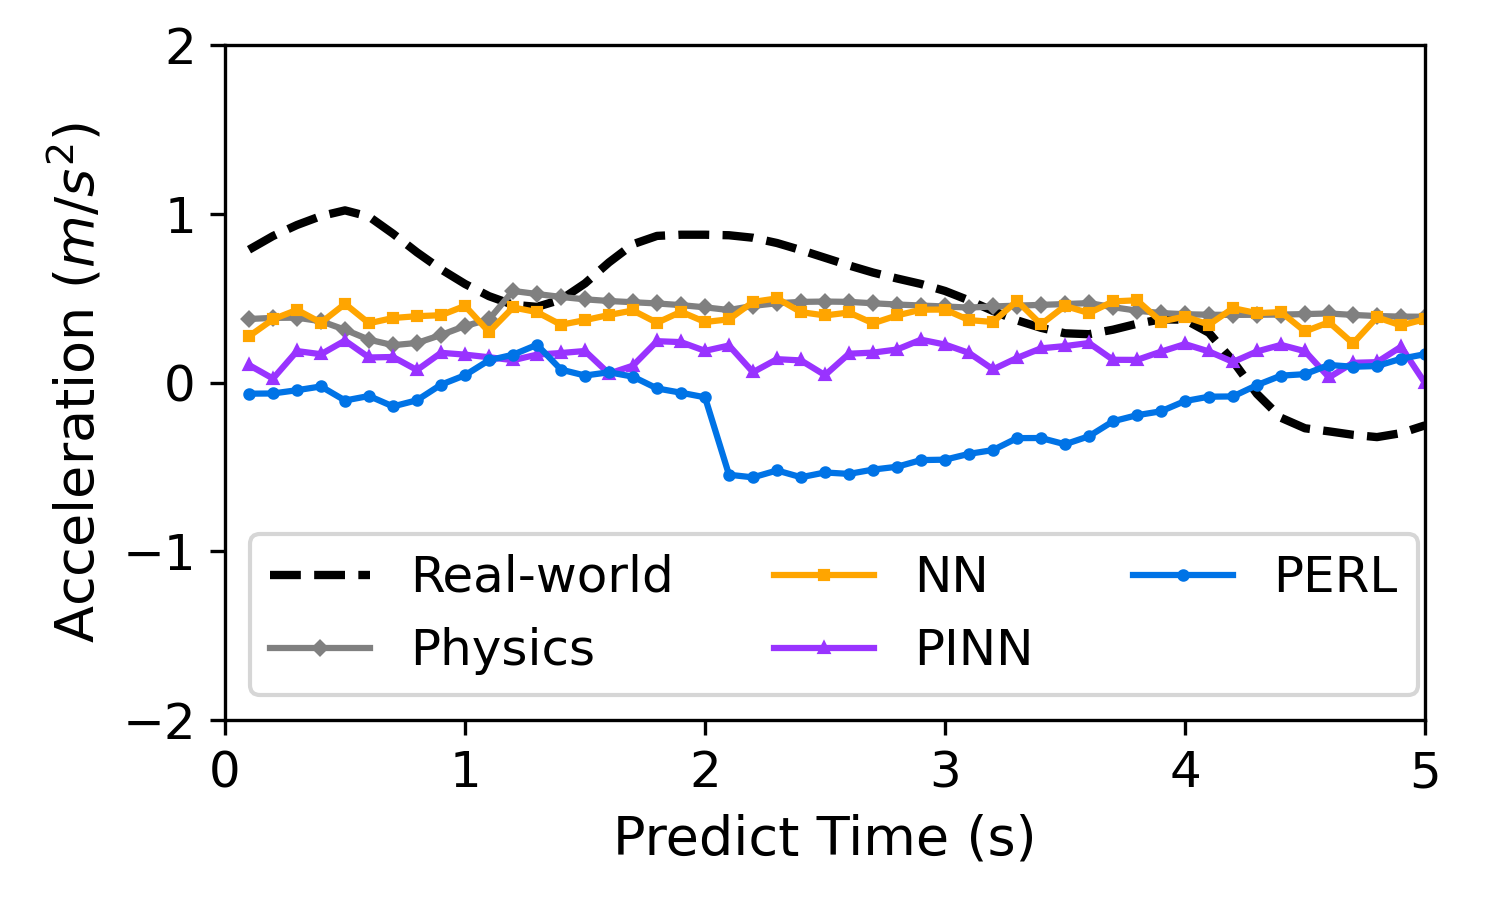 2
1
0
−1
−2
Acceleration (m/s²)
Real-world
Physics
NN
PINN
PERL
0 1 2 3 4 5
Predict Time (s)